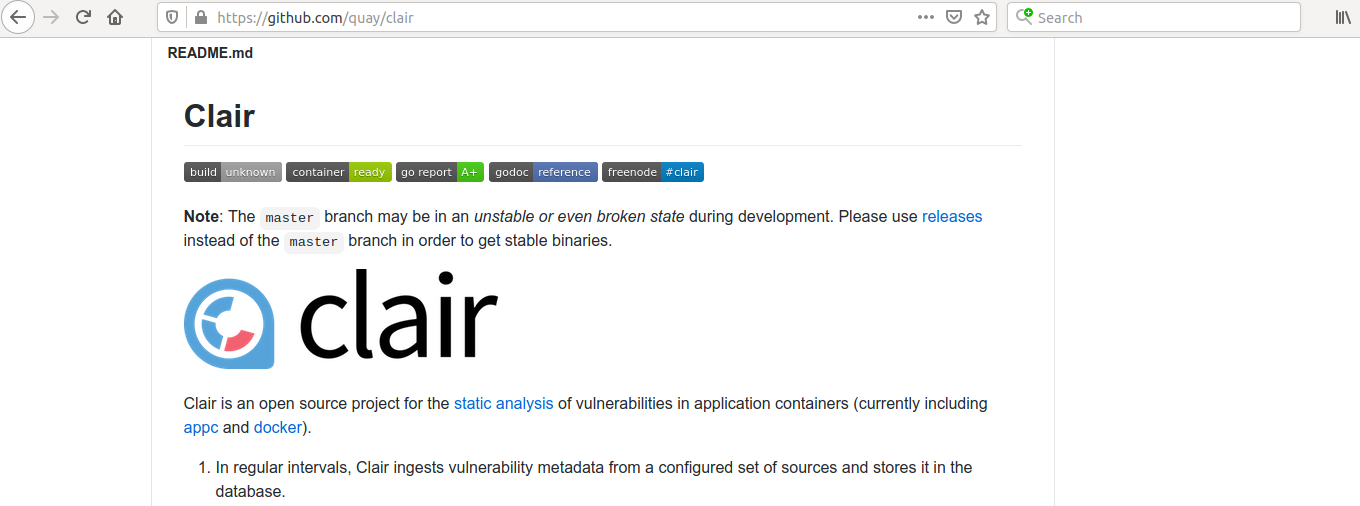 https://github.com/quay/clair
Search
README.md
Clair
build unknown container ready go report A+ godoc reference freenode #clair
Note: The master branch may be in an unstable or even broken state during development. Please use releases
instead of the master branch in order to get stable binaries.
clair
Clair is an open source project for the static analysis of vulnerabilities in application containers (currently including
appc and docker).
1. In regular intervals, Clair ingests vulnerability metadata from a configured set of sources and stores it in the
database.